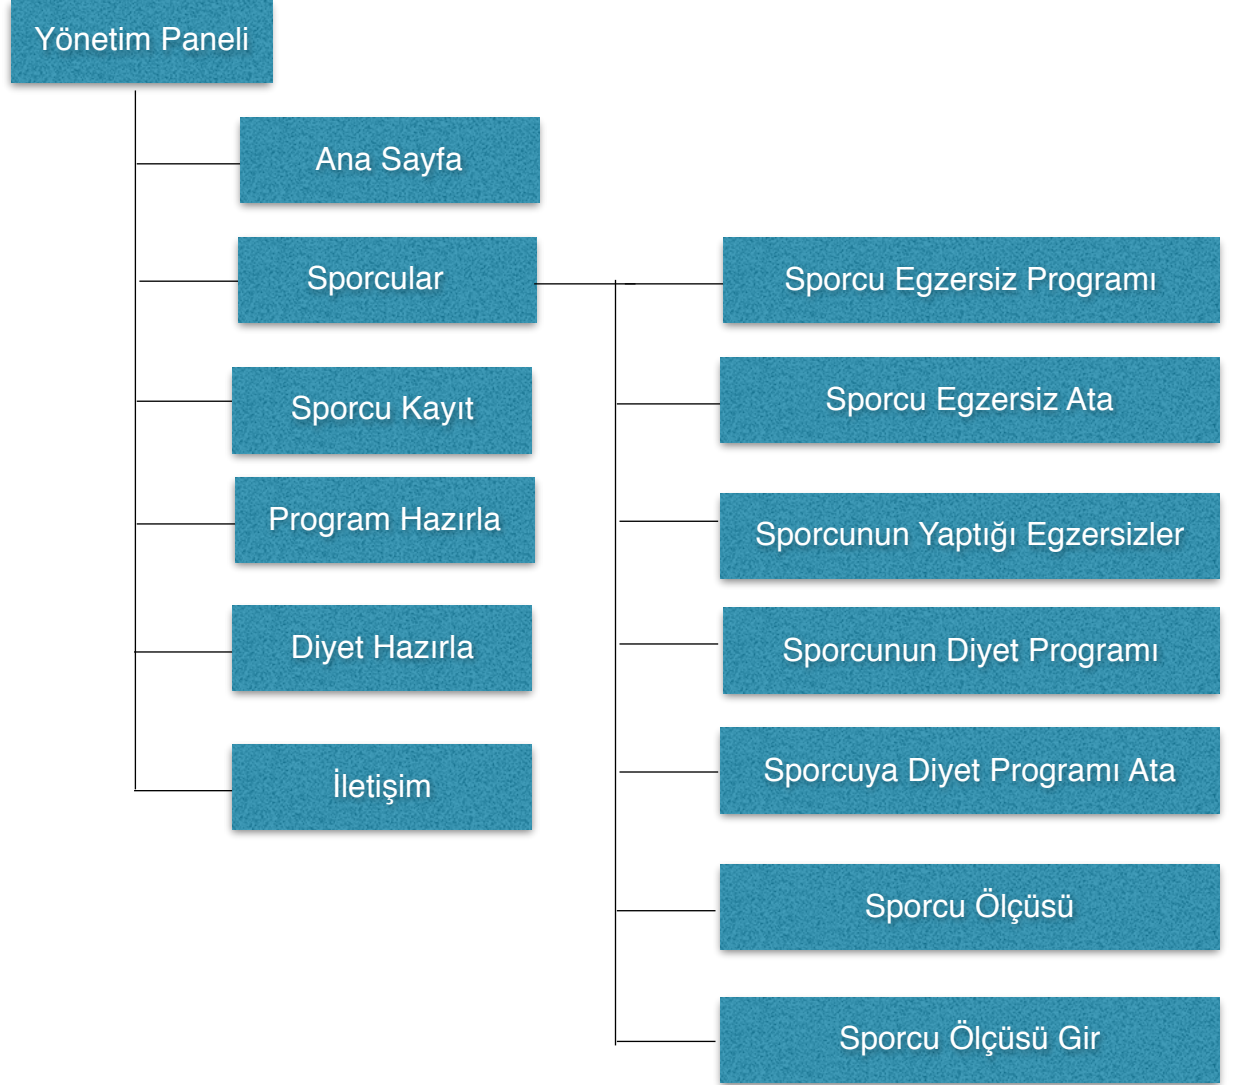 Yönetim Paneli
Ana Sayfa
Sporcular
Sporcu Kayıt
Program Hazırla
Diyet Hazırla
İletişim
Sporcu Egzersiz Programı
Sporcu Egzersiz Ata
Sporcunun Yaptığı Egzersizler
Sporcunun Diyet Programı
Sporcuya Diyet Programı Ata
Sporcu Ölçüsü
Sporcu Ölçüsü Gir